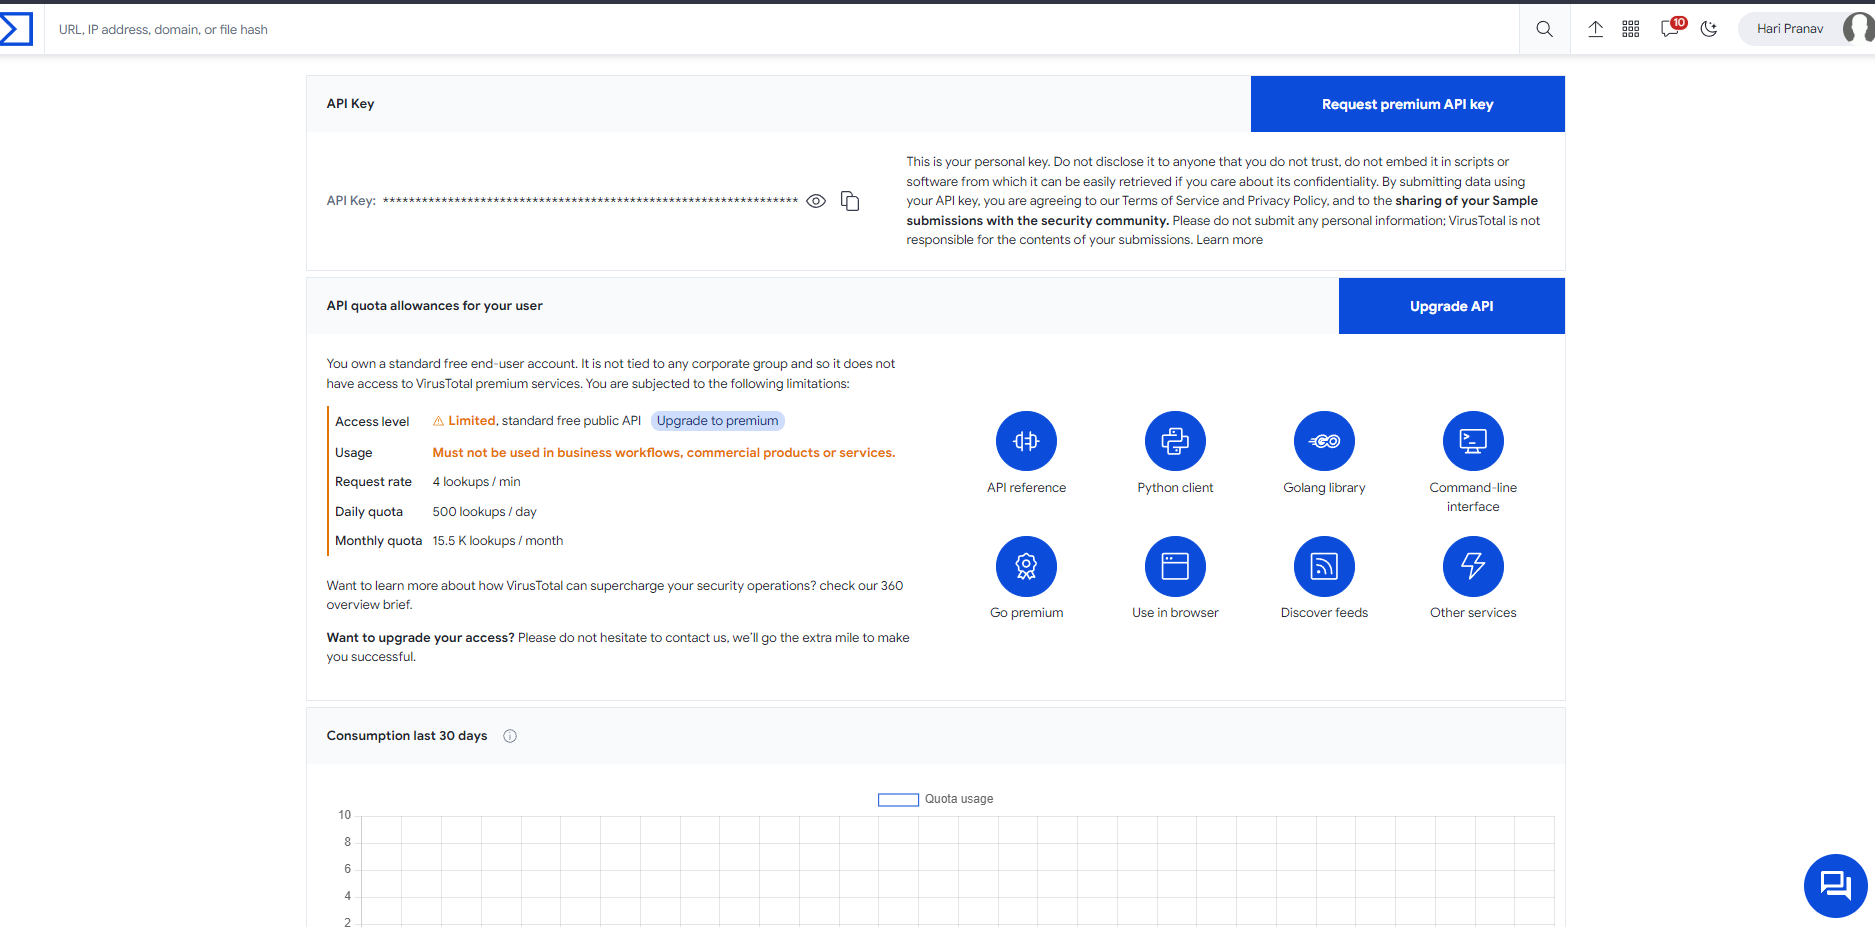 URL, IP address, domain, or file hash
10
Hari Pranav
API Key
Request premium API key
API Key: ****************************************************************
This is your personal key. Do not disclose it to anyone that you do not trust, do not embed it in scripts or
software from which it can be easily retrieved if you care about its confidentiality. By submitting data using
your API key, you are agreeing to our Terms of Service and Privacy Policy, and to the sharing of your Sample
submissions with the security community. Please do not submit any personal information; VirusTotal is not
responsible for the contents of your submissions. Learn more
API quota allowances for your user
Upgrade API
You own a standard free end-user account. It is not tied to any corporate group and so it does not
have access to VirusTotal premium services. You are subjected to the following limitations:
Access level Limited, standard free public API Upgrade to premium
Usage Must not be used in business workflows, commercial products or services.
Request rate 4 lookups / min
Daily quota 500 lookups / day
Monthly quota 15.5 K lookups / month
Want to learn more about how VirusTotal can supercharge your security operations? check our 360
overview brief.
Want to upgrade your access? Please do not hesitate to contact us, we'll go the extra mile to make
you successful.
GO
API reference
Python client
Golang library
Command-line
interface
Go premium
Use in browser
Discover feeds
Other services
Consumption last 30 days
Quota usage
10
8
6
4
2